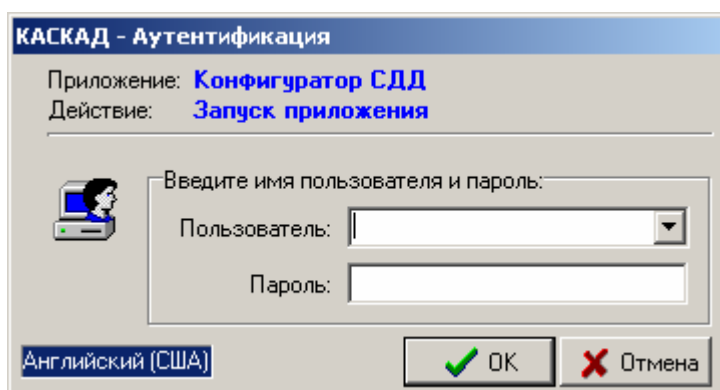 КАСКАД - Аутентификация
Приложение: Конфигуратор СДД
Действие: Запуск приложения
Введите имя пользователя и пароль:
Пользователь:
Пароль:
Английский (США)
OK
Отмена